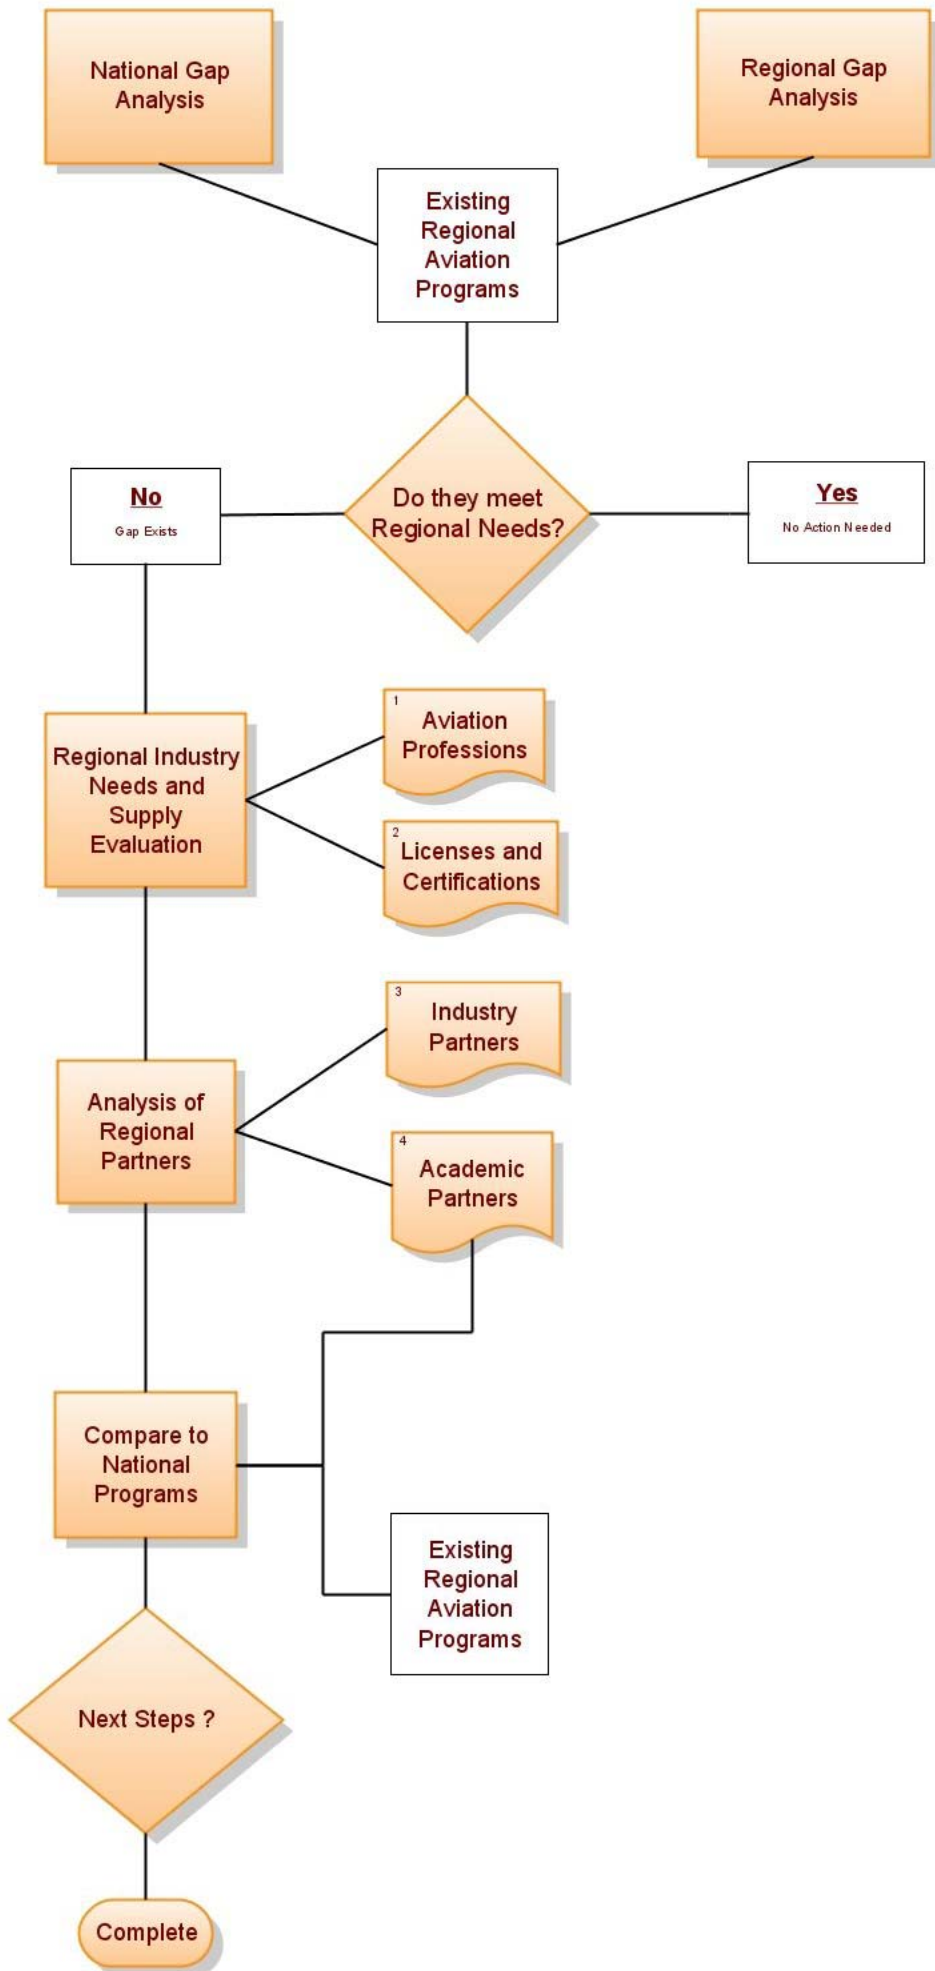 National Gap
Analysis
Regional Gap
Analysis
Existing
Regional
Aviation
Programs
Do they meet
Regional Needs?
No
Gap Exists
Yes
No Action Needed
Regional Industry
Needs and
Supply
Evaluation
1
Aviation
Professions
2
Licenses and
Certifications
Analysis of
Regional
Partners
3
Industry
Partners
4
Academic
Partners
Compare to
National
Programs
Existing
Regional
Aviation
Programs
Next Steps ?
Complete